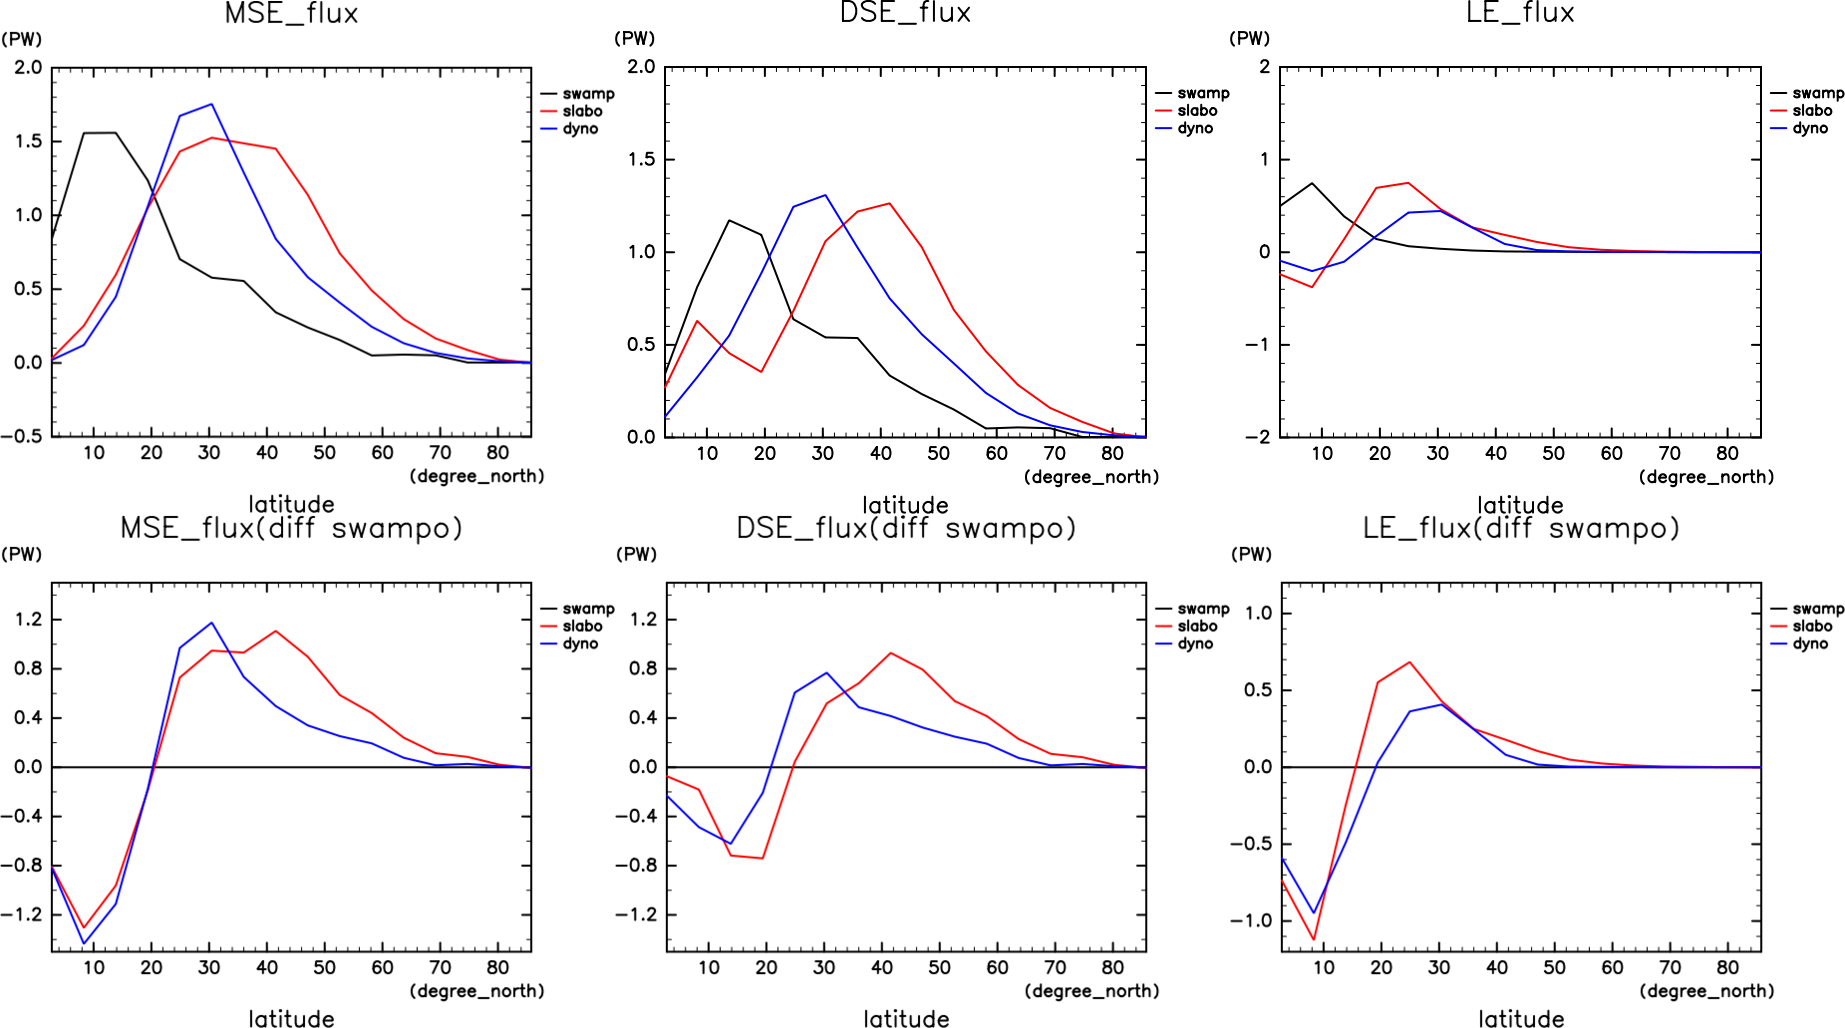 MSE_flux
(PW)
2.0
1.5
1.0
0.5
0.0
−0.5
10 20 30 40 50 60 70 80
(degree_north)
latitude
swamp
slabo
dyno
DSE_flux
(PW)
2.0
1.5
1.0
0.5
0.0
10 20 30 40 50 60 70 80
(degree_north)
latitude
swamp
slabo
dyno
LE_flux
(PW)
2
1
0
−1
−2
10 20 30 40 50 60 70 80
(degree_north)
latitude
swamp
slabo
dyno
MSE_flux(diff swampo)
(PW)
1.2
0.8
0.4
0.0
−0.4
−0.8
−1.2
10 20 30 40 50 60 70 80
(degree_north)
latitude
swamp
slabo
dyno
DSE_flux(diff swampo)
(PW)
1.2
0.8
0.4
0.0
−0.4
−0.8
−1.2
10 20 30 40 50 60 70 80
(degree_north)
latitude
swamp
slabo
dyno
LE_flux(diff swampo)
(PW)
1.0
0.5
0.0
−0.5
−1.0
10 20 30 40 50 60 70 80
(degree_north)
latitude
swamp
slabo
dyno